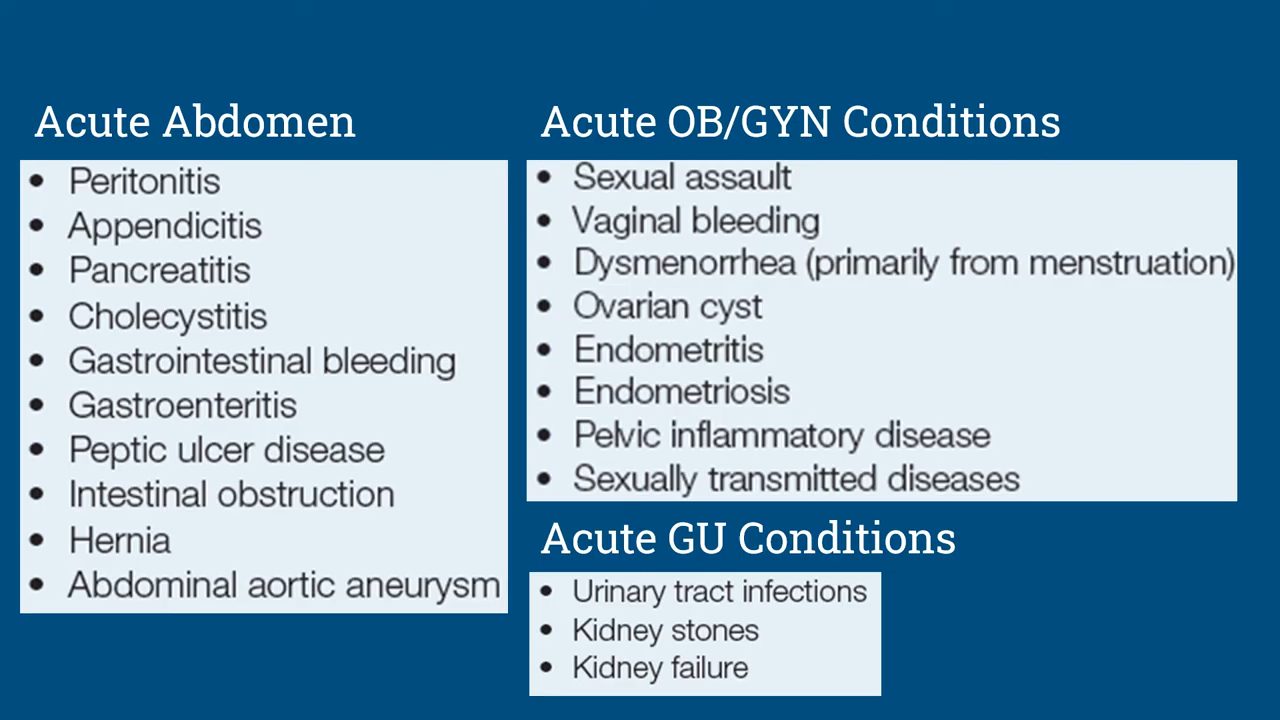 Acute Abdomen
• Peritonitis
• Appendicitis
• Pancreatitis
• Cholecystitis
• Gastrointestinal bleeding
• Gastroenteritis
• Peptic ulcer disease
• Intestinal obstruction
• Hernia
• Abdominal aortic aneurysm
Acute OB/GYN Conditions
• Sexual assault
• Vaginal bleeding
• Dysmenorrhea (primarily from menstruation)
• Ovarian cyst
• Endometritis
• Endometriosis
• Pelvic inflammatory disease
• Sexually transmitted diseases
Acute GU Conditions
• Urinary tract infections
• Kidney stones
• Kidney failure